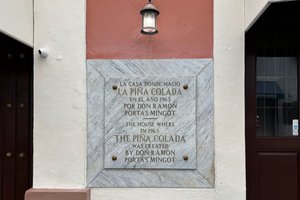 LA CASA DONDE NACIO
LA PIÑA COLADA
EN EL AÑO 1963
POR DON RAMON
PORTAS MINGOT
THE HOUSE WHERE
IN 1963
THE PIÑA COLADA
WAS CREATED
BY DON RAMON
PORTAS MINGOT